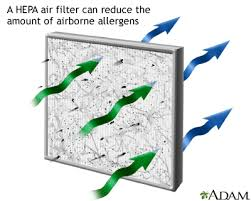 A HEPA air filter can reduce the
amount of airborne allergens
ADAM.